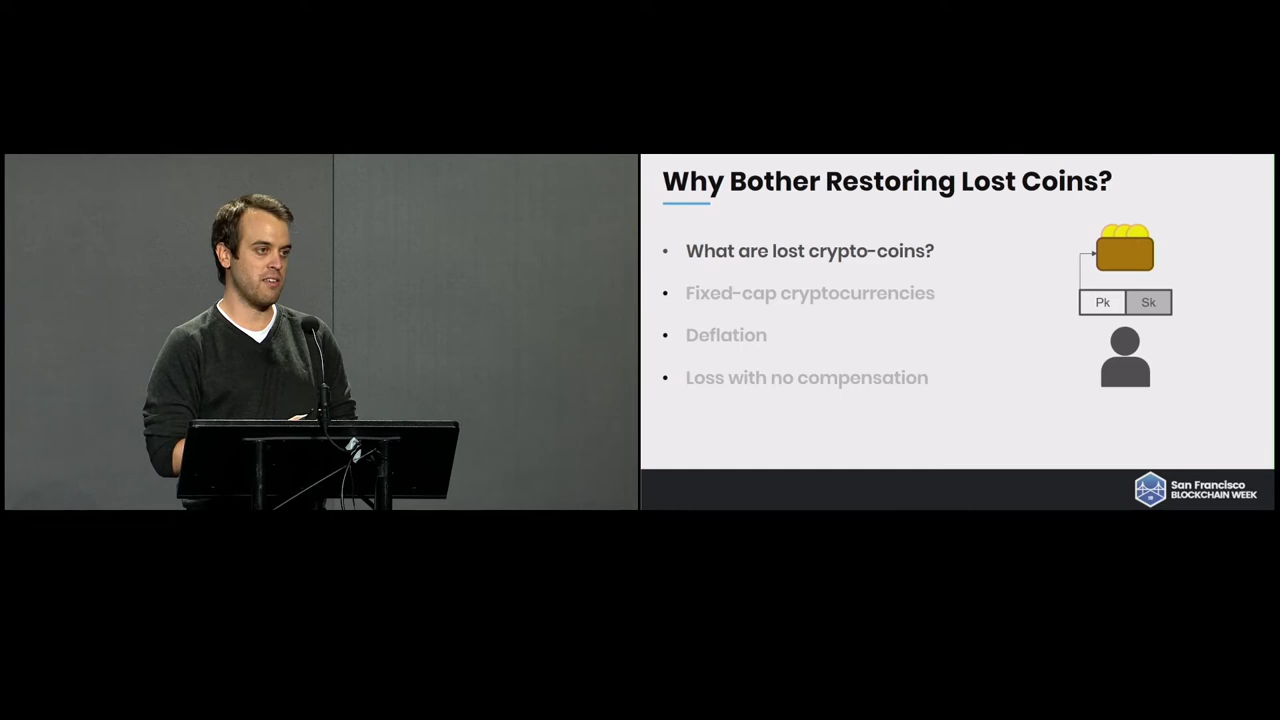 Why Bother Restoring Lost Coins?
• What are lost crypto-coins?
• Fixed-cap cryptocurrencies
• Deflation
• Loss with no compensation
Pk Sk
San Francisco
BLOCKCHAIN WEEK